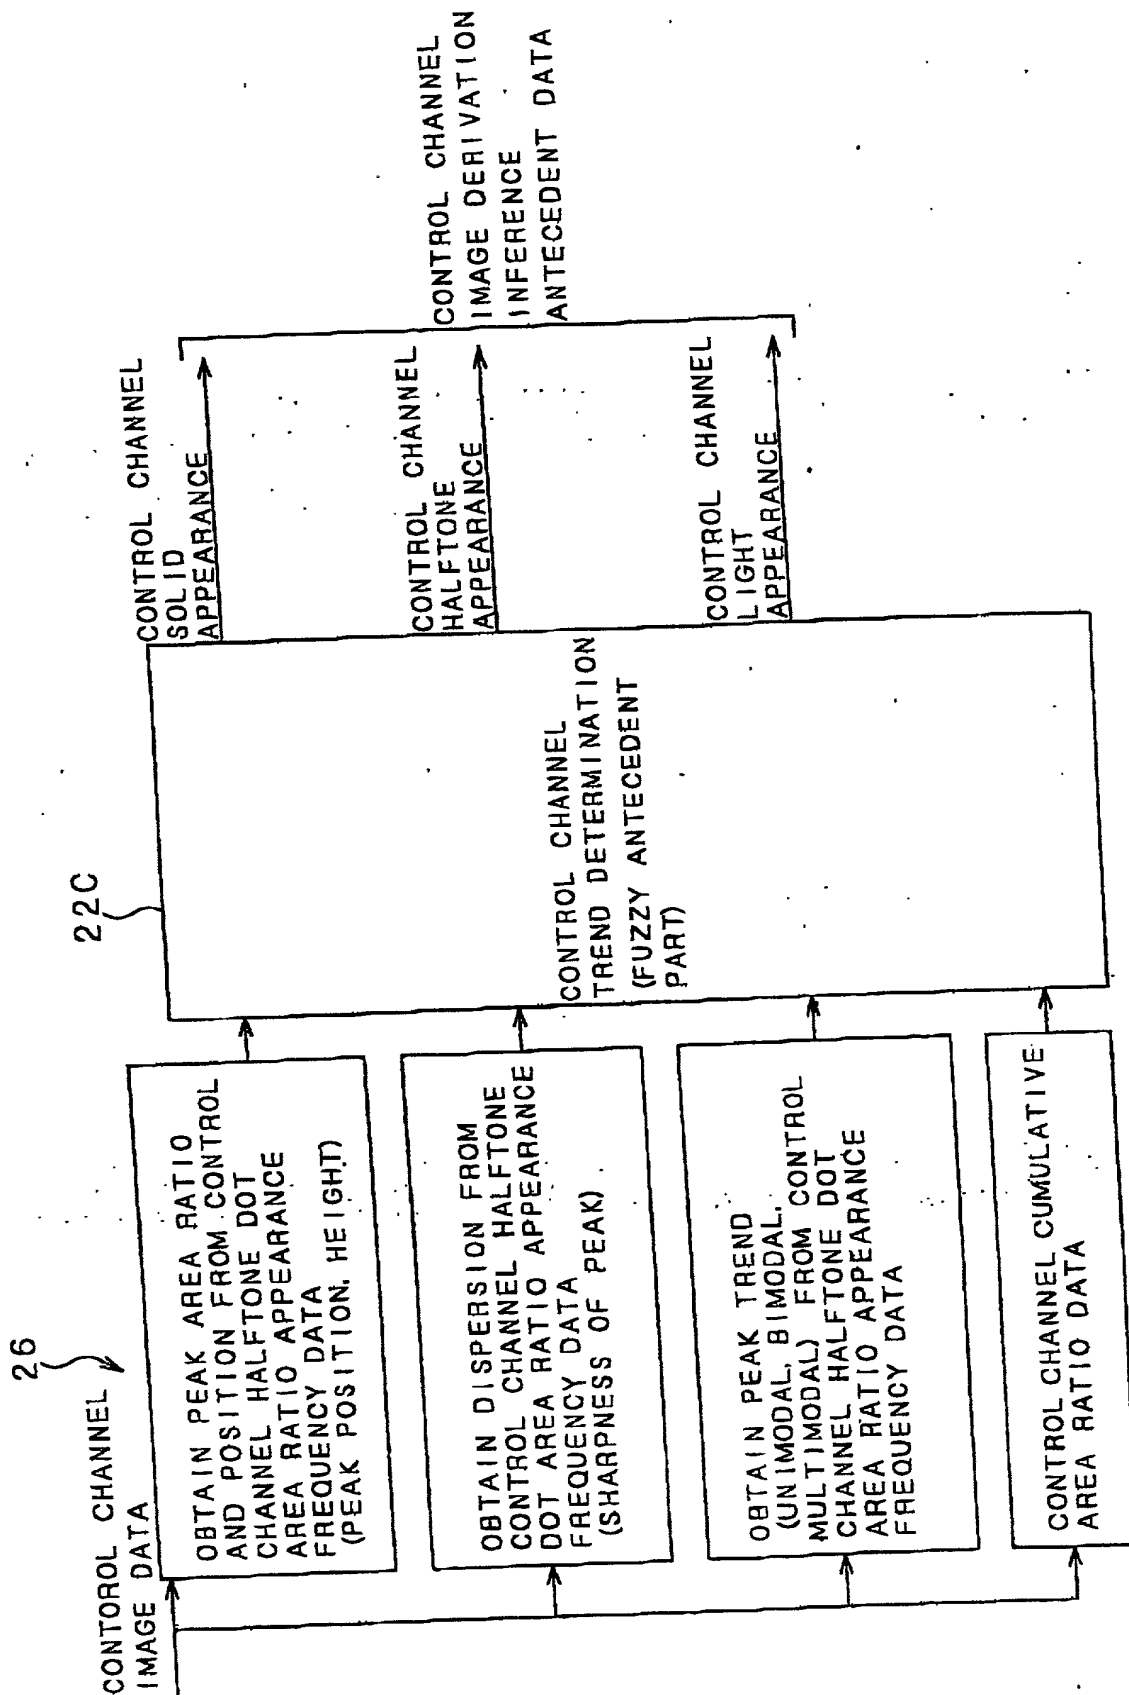 CONTOROL CHANNEL
IMAGE DATA
26
OBTAIN PEAK AREA RATIO
AND POSITION FROM CONTROL
CHANNEL HALFTONE DOT
AREA RATIO APPEARANCE
FREQUENCY DATA
(PEAK POSITION, HEIGHT)
OBTAIN DISPERSION FROM
CONTROL CHANNEL HALFTONE
DOT AREA RATIO APPEARANCE
FREQUENCY DATA
(SHARPNESS OF PEAK)
OBTAIN PEAK TREND
(UNIMODAL, BIMODAL,
MULTIMODAL) FROM CONTROL
CHANNEL HALFTONE DOT
AREA RATIO APPEARANCE
FREQUENCY DATA
CONTROL CHANNEL CUMULATIVE
AREA RATIO DATA
22C
CONTROL CHANNEL
TREND DETERMINATION
(FUZZY ANTECEDENT
PART)
CONTROL CHANNEL
SOLID
APPEARANCE
CONTROL CHANNEL
HALFTONE
APPEARANCE
CONTROL CHANNEL
LIGHT
APPEARANCE
CONTROL CHANNEL
IMAGE DERIVATION
INFERENCE
ANTECEDENT DATA